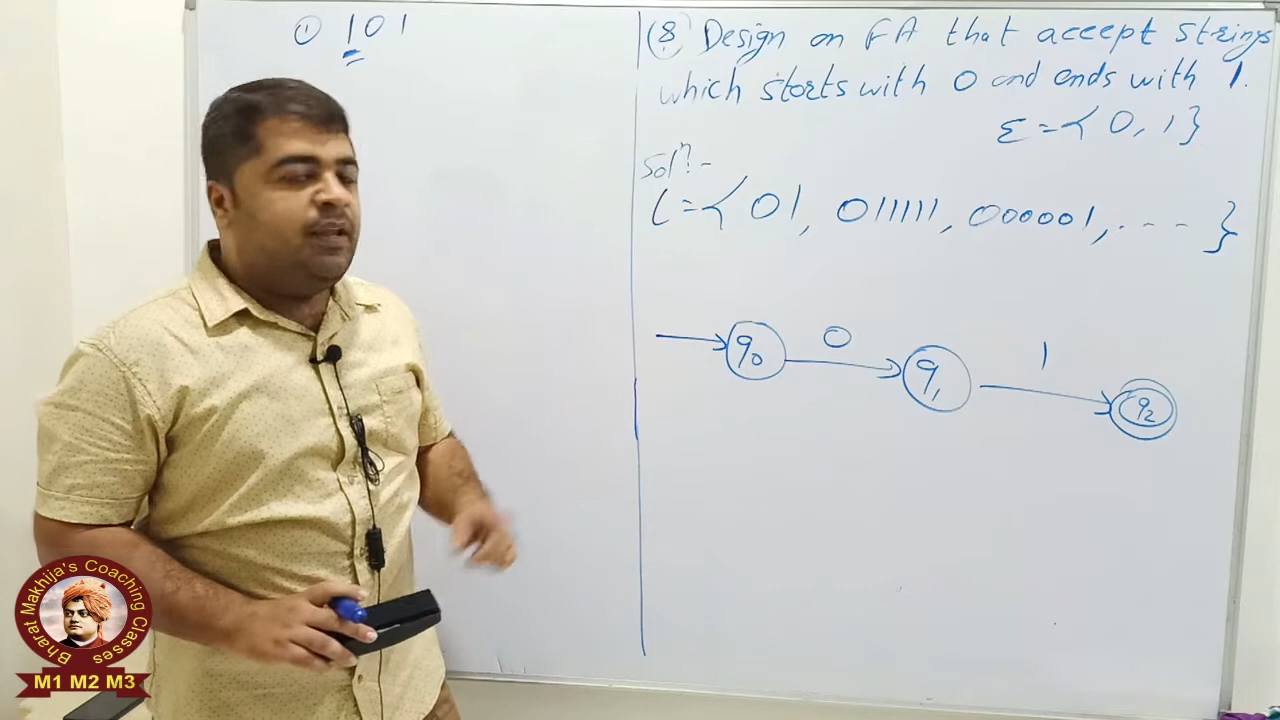 ① 101
(8) Design an FA that accept strings
which starts with 0 and ends with 1.
Σ = { 0, 1 }
Solⁿ:-
L = { 01, 011111, 000001, . - - - }
q0 0 q1 1 q2
Bharat Makhija's Coaching Classes
M1 M2 M3